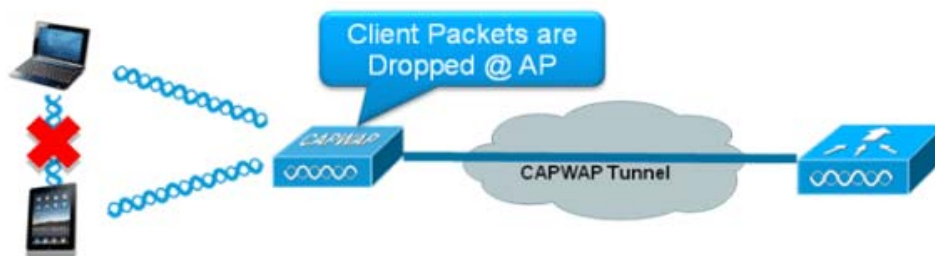 Client Packets are
Dropped @ AP
CAPWAP
CAPWAP Tunnel